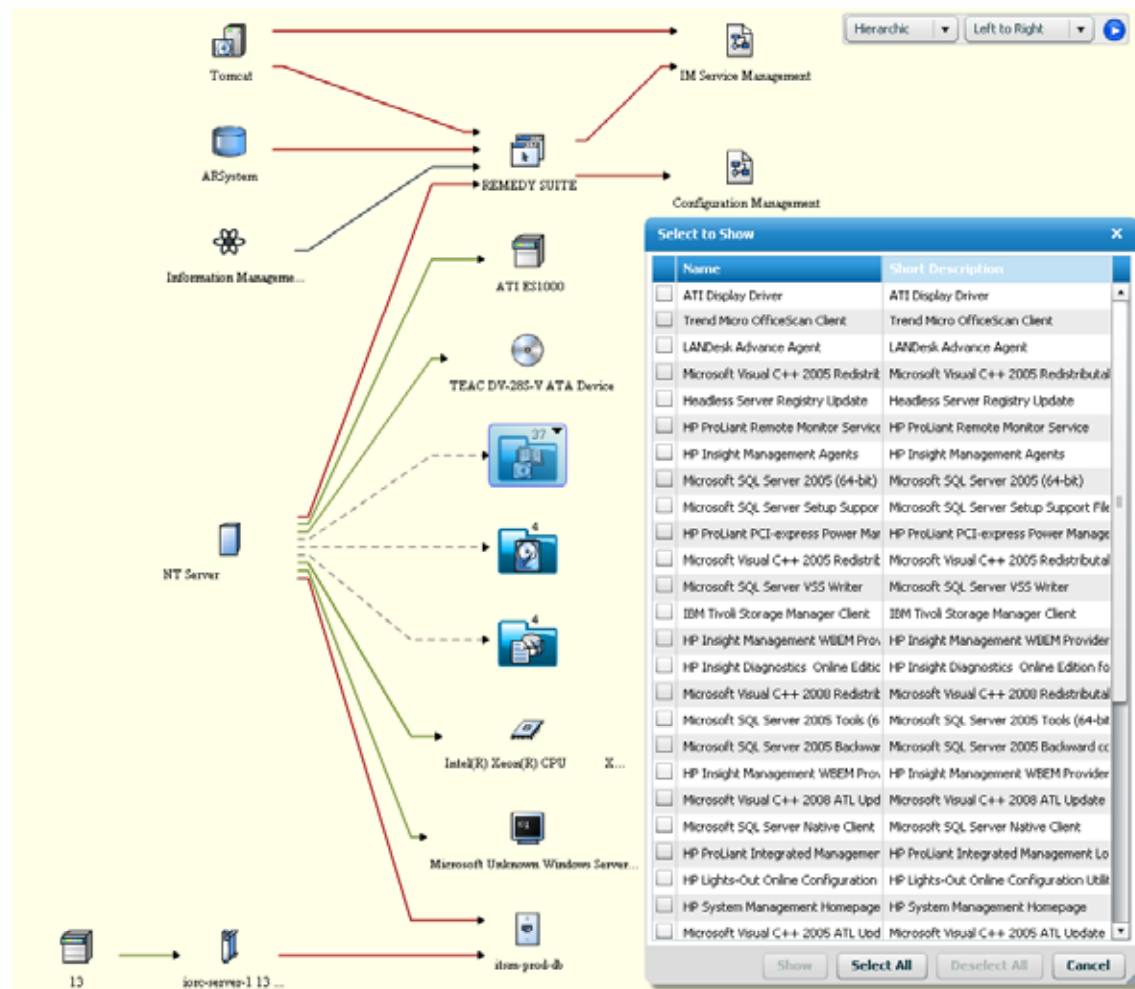 Hierarchic
Left to Right
Tomcat
IM Service Management
ARSystem
REMEDY SUITE
Configuration Management
Information Manageme...
ATI ES1000
TEAC DV-28S-V ATA Device
37
4
NT Server
4
Intel(R) Xeon(R) CPU X...
Microsoft Unknown Windows Server...
itsm-prod-db
13
iorc-server-1 13 ...
Select to Show
Name Short Description
ATI Display Driver ATI Display Driver
Trend Micro OfficeScan Client Trend Micro OfficeScan Client
LANDesk Advance Agent LANDesk Advance Agent
Microsoft Visual C++ 2005 Redistrib Microsoft Visual C++ 2005 Redistributal
Headless Server Registry Update Headless Server Registry Update
HP ProLiant Remote Monitor Service HP ProLiant Remote Monitor Service
HP Insight Management Agents HP Insight Management Agents
Microsoft SQL Server 2005 (64-bit) Microsoft SQL Server 2005 (64-bit)
Microsoft SQL Server Setup Suppor Microsoft SQL Server Setup Support File
HP ProLiant PCI-express Power Mar HP ProLiant PCI-express Power Manage
Microsoft Visual C++ 2005 Redistrib Microsoft Visual C++ 2005 Redistributal
Microsoft SQL Server VSS Writer Microsoft SQL Server VSS Writer
IBM Tivoli Storage Manager Client IBM Tivoli Storage Manager Client
HP Insight Management WBEM Prov HP Insight Management WBEM Provider
HP Insight Diagnostics Online Editic HP Insight Diagnostics Online Edition fo
Microsoft Visual C++ 2008 Redistrib Microsoft Visual C++ 2008 Redistributal
Microsoft SQL Server 2005 Tools (6 Microsoft SQL Server 2005 Tools (64-bit
Microsoft SQL Server 2005 Backwar Microsoft SQL Server 2005 Backward cc
HP Insight Management WBEM Prov HP Insight Management WBEM Provider
Microsoft Visual C++ 2008 ATL Upd Microsoft Visual C++ 2008 ATL Update
Microsoft SQL Server Native Client Microsoft SQL Server Native Client
HP ProLiant Integrated Managemer HP ProLiant Integrated Management Lo
HP Lights-Out Online Configuration HP Lights-Out Online Configuration Utilit
HP System Management Homepage HP System Management Homepage
Microsoft Visual C++ 2005 ATL Upd Microsoft Visual C++ 2005 ATL Update
Show Select All Deselect All Cancel